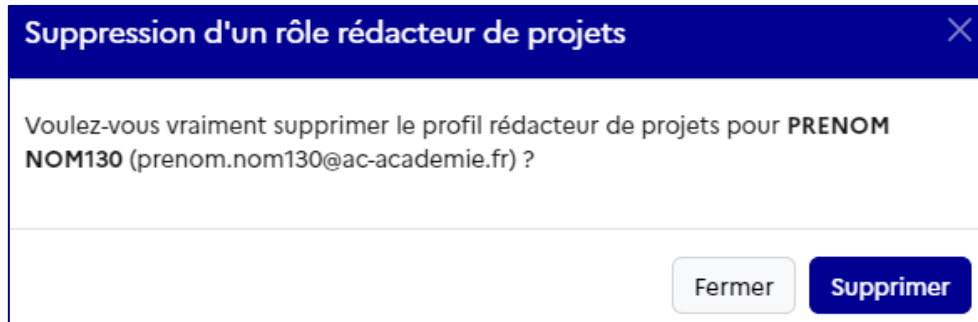 Suppression d'un rôle rédacteur de projets
Voulez-vous vraiment supprimer le profil rédacteur de projets pour PRENOM
NOM130 (prenom.nom130@ac-academie.fr) ?
Fermer
Supprimer